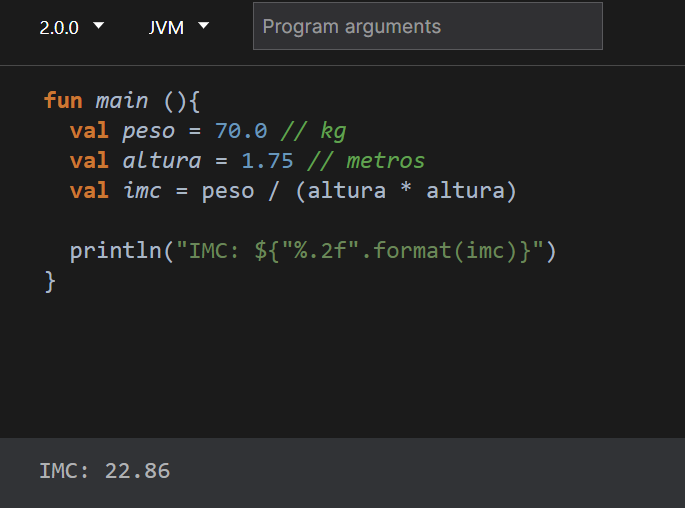 2.0.0 JVM Program arguments
fun main (){
  val peso = 70.0 // kg
  val altura = 1.75 // metros
  val imc = peso / (altura * altura)

  println("IMC: ${"%.2f".format(imc)}")
}
IMC: 22.86